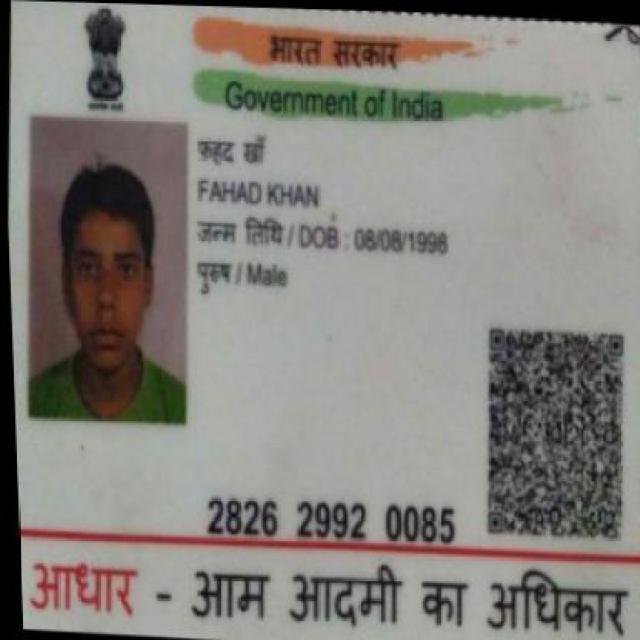 भारत सरकार
Government of India
फ़हद खाँ
FAHAD KHAN
जन्म तिथि / DOB : 08/08/1998
पुरुष / Male
2826 2992 0085
आधार - आम आदमी का अधिकार